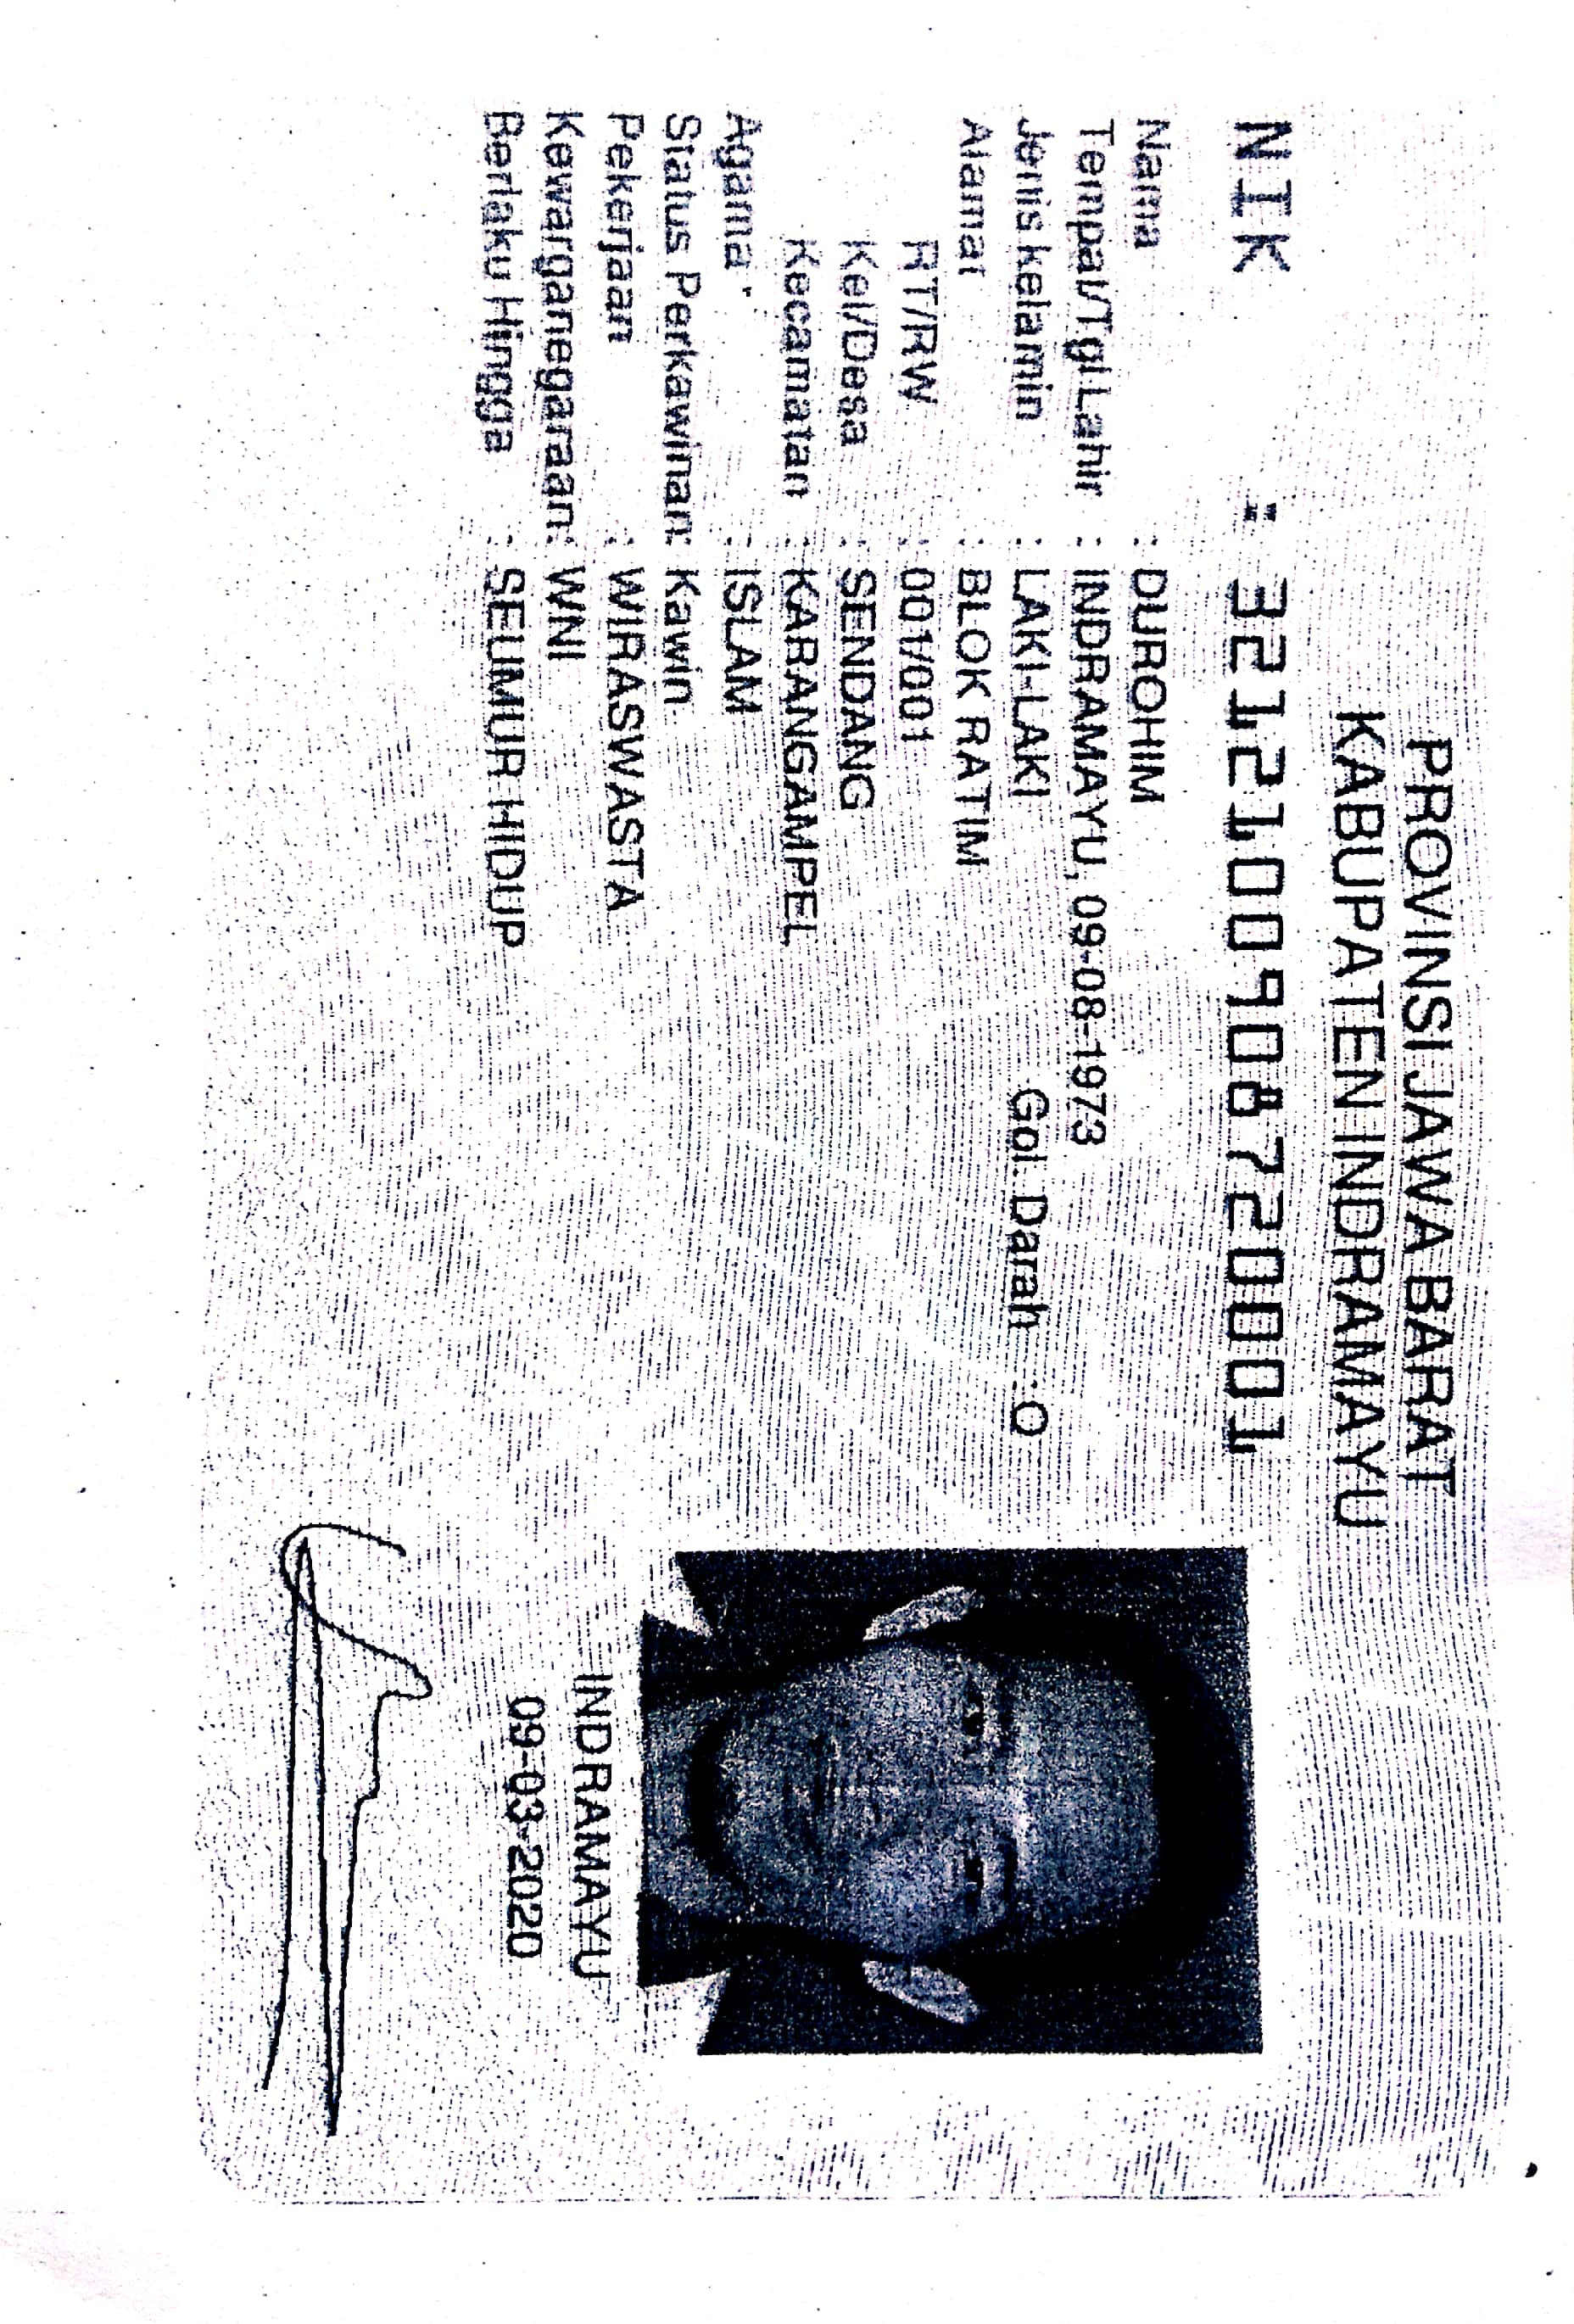 PROVINSI JAWA BARAT
KABUPATEN INDRAMAYU
NIK : 3212100908720001
Nama : DUROHIM
Tempat/Tgl Lahir : INDRAMAYU, 09-08-1973
Jenis kelamin : LAKI-LAKI Gol. Darah : O
Alamat : BLOK RATIM
RT/RW : 001/001
Kel/Desa : SENDANG
Kecamatan : KARANGAMPEL
Agama : ISLAM
Status Perkawinan: Kawin
Pekerjaan : WIRASWASTA
Kewarganegaraan: WNI
Berlaku Hingga : SEUMUR HIDUP
INDRAMAYU
09-03-2020